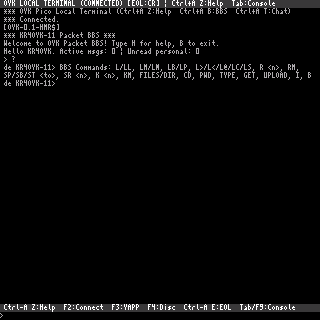 OVK LOCAL TERMINAL (CONNECTED) [EOL:CR] | Ctrl+A Z:Help Tab:Console
*** OVK Pico Local Terminal (Ctrl+A Z:Help Ctrl+A B:BBS Ctrl+A T:Chat)
*** Connected.
*** KR4OVK-11 Packet BBS ***
Welcome to OVK Packet BBS! Type H for help, B to exit.
Hello KR4OVK. Active msgs: 0 | Unread personal: 0
> ?
de KR4OVK-11> BBS Commands: L/LL, LM/LN, LB/LP, L>/L</L@/LC/LS, R <n>, RM,
SP/SB/ST <to>, SR <n>, K <n>, KM, FILES/DIR, CD, PWD, TYPE, GET, UPLOAD, I, B
de KR4OVK-11>
Ctrl-A Z:Help F2:Connect F3:YAPP F4:Disc Ctrl-A E:EOL Tab/F9:Console
>